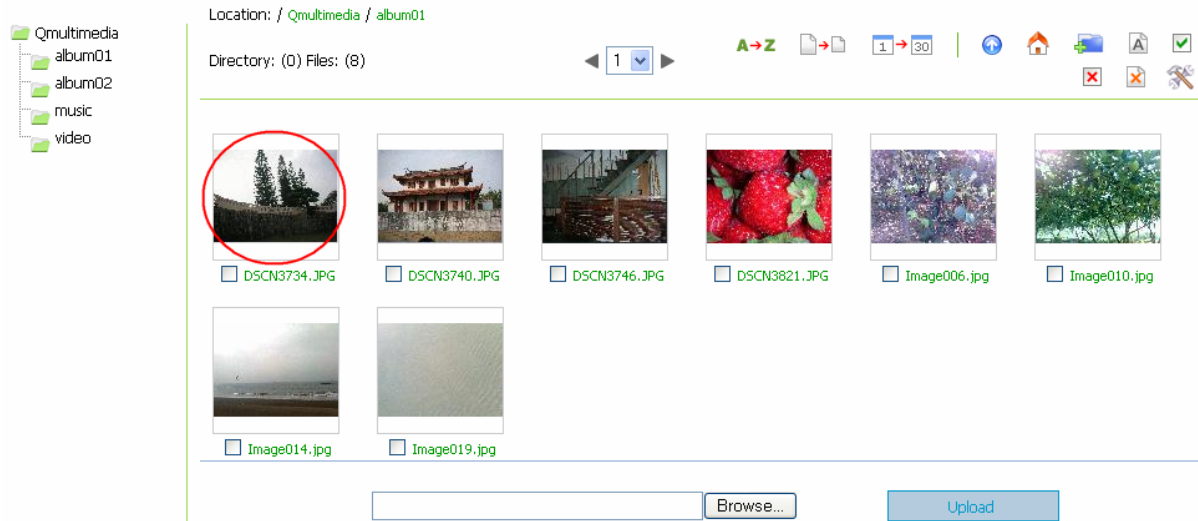 Location: / Qmultimedia / album01
Qmultimedia
album01
album02
music
video
Directory: (0) Files: (8)
1
A→Z
1 → 30
A
DSCN3734.JPG
DSCN3740.JPG
DSCN3746.JPG
DSCN3821.JPG
Image006.jpg
Image010.jpg
Image014.jpg
Image019.jpg
Browse...
Upload